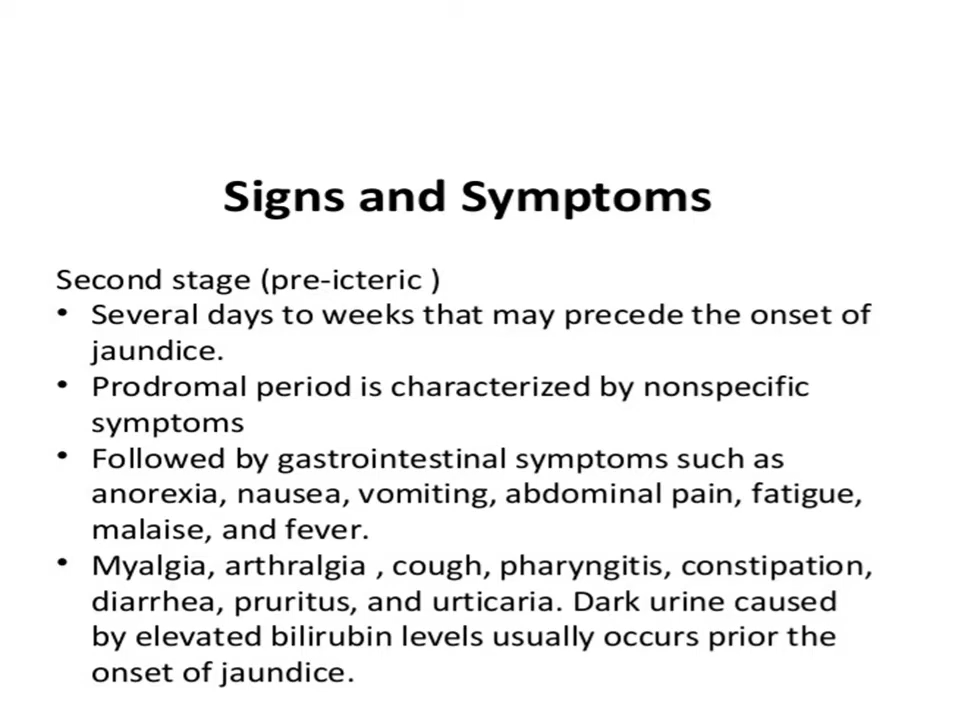 Signs and Symptoms
Second stage (pre-icteric )
• Several days to weeks that may precede the onset of
jaundice.
• Prodromal period is characterized by nonspecific
symptoms
• Followed by gastrointestinal symptoms such as
anorexia, nausea, vomiting, abdominal pain, fatigue,
malaise, and fever.
• Myalgia, arthralgia , cough, pharyngitis, constipation,
diarrhea, pruritus, and urticaria. Dark urine caused
by elevated bilirubin levels usually occurs prior the
onset of jaundice.